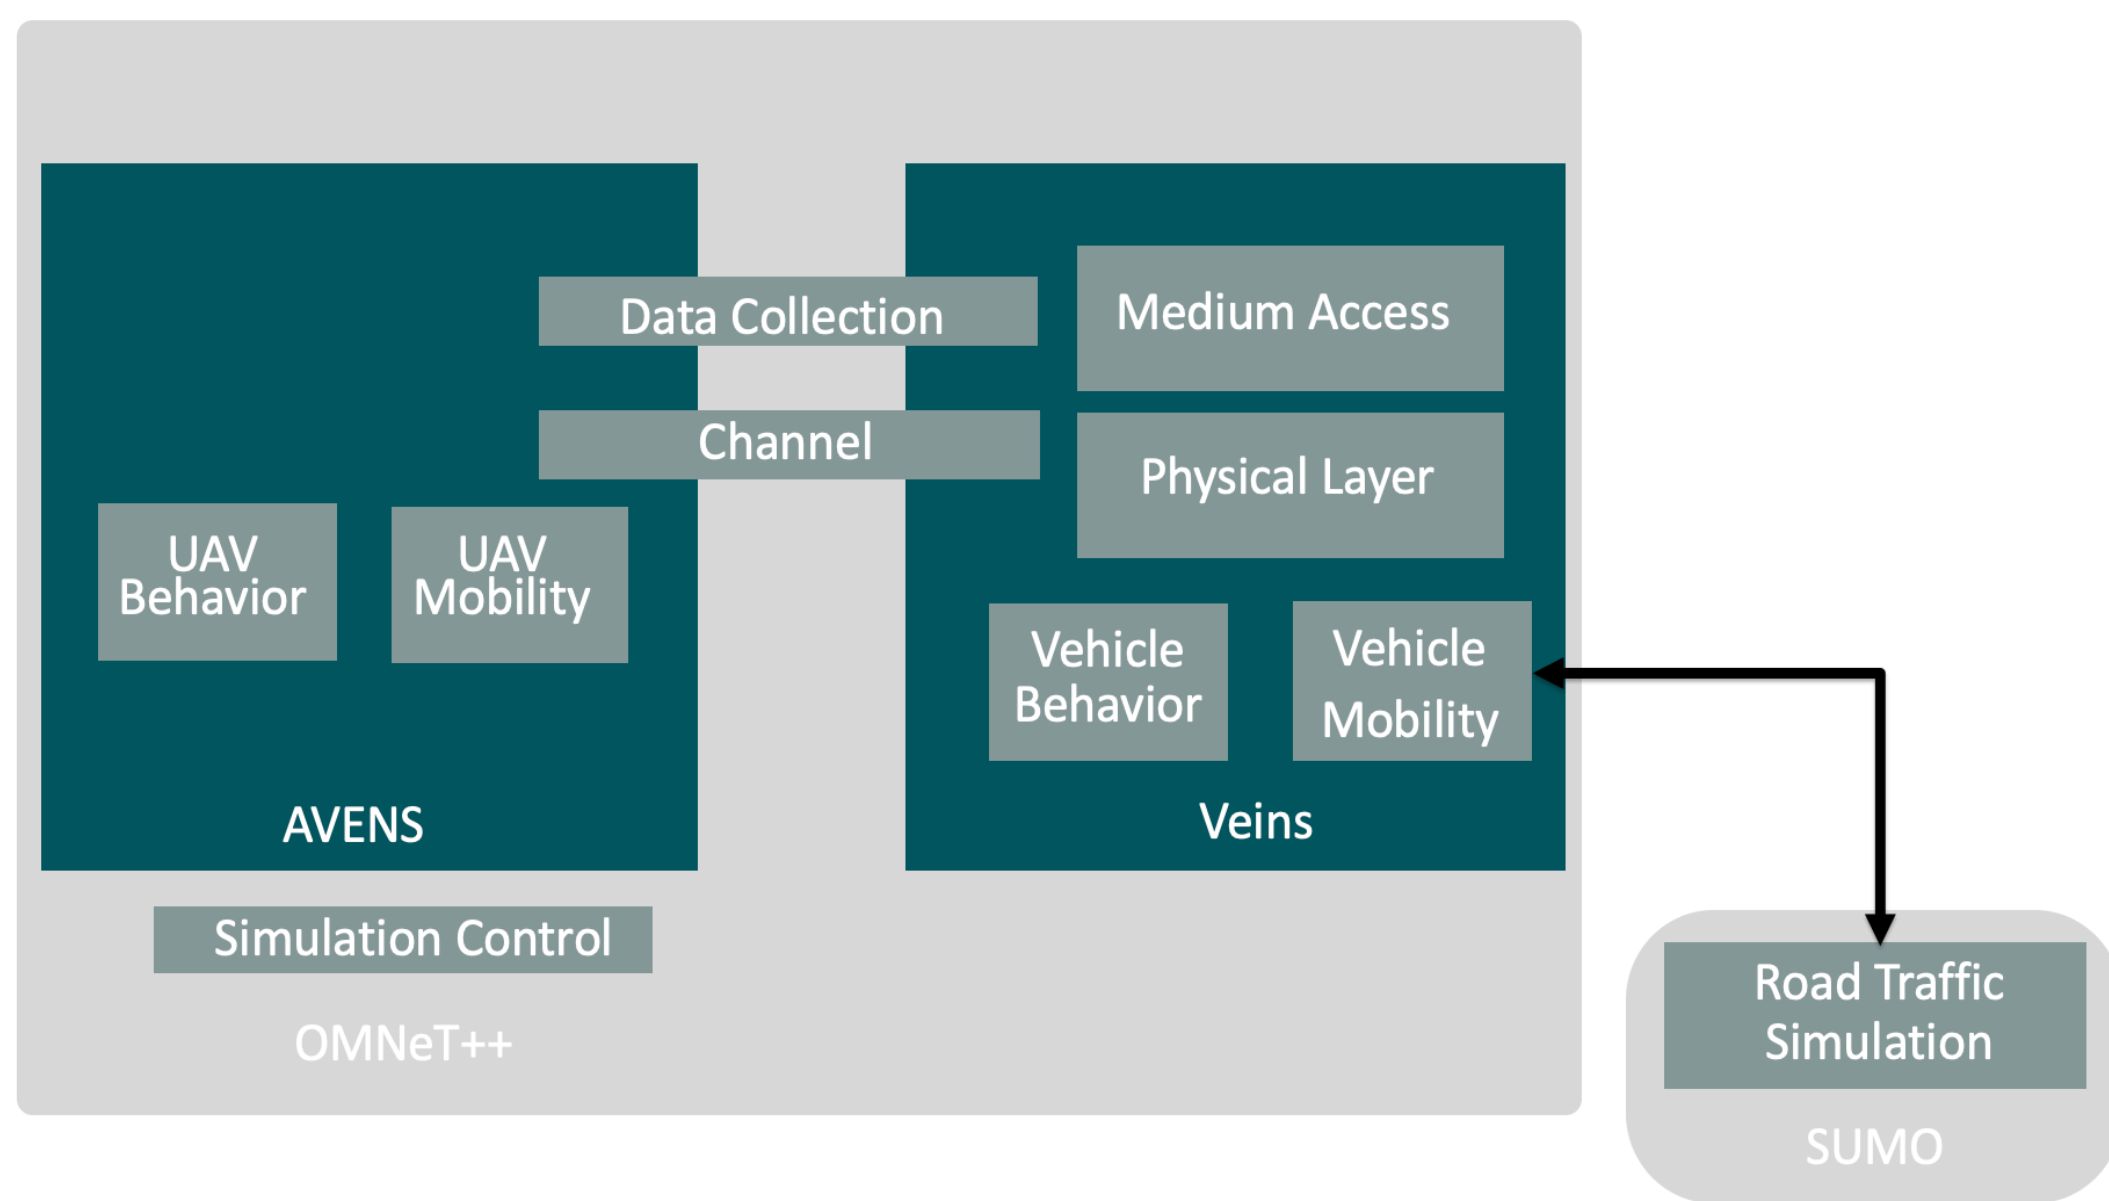 Data Collection
Medium Access
Channel
Physical Layer
UAV
Behavior
UAV
Mobility
Vehicle
Behavior
Vehicle
Mobility
AVENS
Veins
Simulation Control
OMNeT++
Road Traffic
Simulation
SUMO